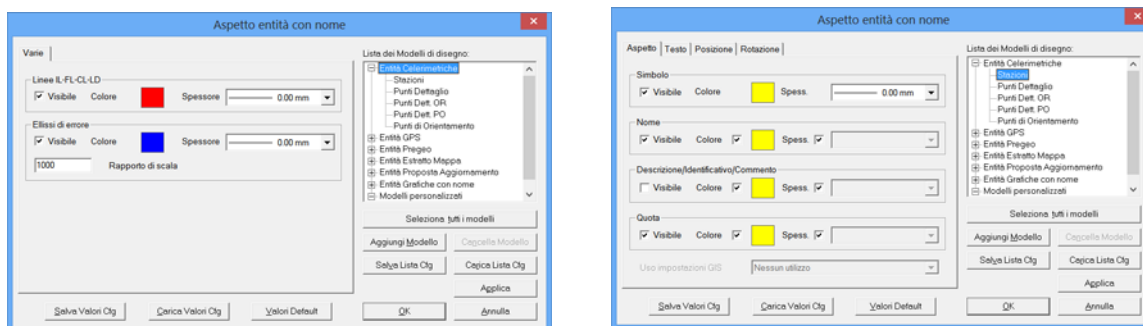 Aspetto entità con nome
Varie
Linee IL-FL-CL-LD
Visibile Colore Spessore 0.00 mm
Ellissi di errore
Visibile Colore Spessore 0.00 mm
1000 Rapporto di scala
Lista dei Modelli di disegno:
Entità Celerimetriche
Stazioni
Punti Dettaglio
Punti Dett. OR
Punti Dett. PO
Punti di Orientamento
Entità GPS
Entità Pregeo
Entità Estratto Mappa
Entità Proposta Aggiornamento
Entità Grafiche con nome
Modelli personalizzati
Seleziona tutti i modelli
Aggiungi Modello Cancella Modello
Salva Lista Cfg Carica Lista Cfg
Applica
Salva Valori Cfg Carica Valori Cfg Valori Default OK Annulla
Aspetto entità con nome
Aspetto Testo Posizione Rotazione
Simbolo
Visibile Colore Spess. 0.00 mm
Nome
Visibile Colore Spess.
Descrizione/Identificativo/Commento
Visibile Colore Spess.
Quota
Visibile Colore Spess.
Uso impostazioni GIS Nessun utilizzo
Lista dei Modelli di disegno:
Entità Celerimetriche
Stazioni
Punti Dettaglio
Punti Dett. OR
Punti Dett. PO
Punti di Orientamento
Entità GPS
Entità Pregeo
Entità Estratto Mappa
Entità Proposta Aggiornamento
Entità Grafiche con nome
Modelli personalizzati
Seleziona tutti i modelli
Aggiungi Modello Cancella Modello
Salva Lista Cfg Carica Lista Cfg
Applica
Salva Valori Cfg Carica Valori Cfg Valori Default OK Annulla